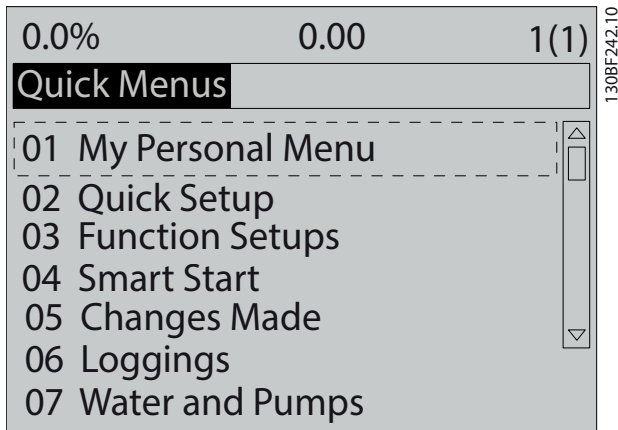 0.0% 0.00 1(1)
Quick Menus
01 My Personal Menu
02 Quick Setup
03 Function Setups
04 Smart Start
05 Changes Made
06 Loggings
07 Water and Pumps
130BF242.10